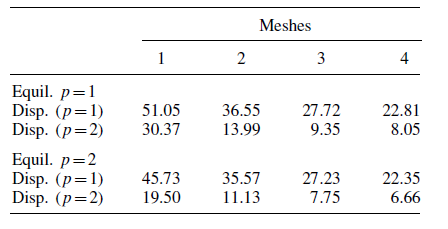 Meshes
1 2 3 4
Equil. p=1
Disp. (p=1) 51.05 36.55 27.72 22.81
Disp. (p=2) 30.37 13.99 9.35 8.05
Equil. p=2
Disp. (p=1) 45.73 35.57 27.23 22.35
Disp. (p=2) 19.50 11.13 7.75 6.66